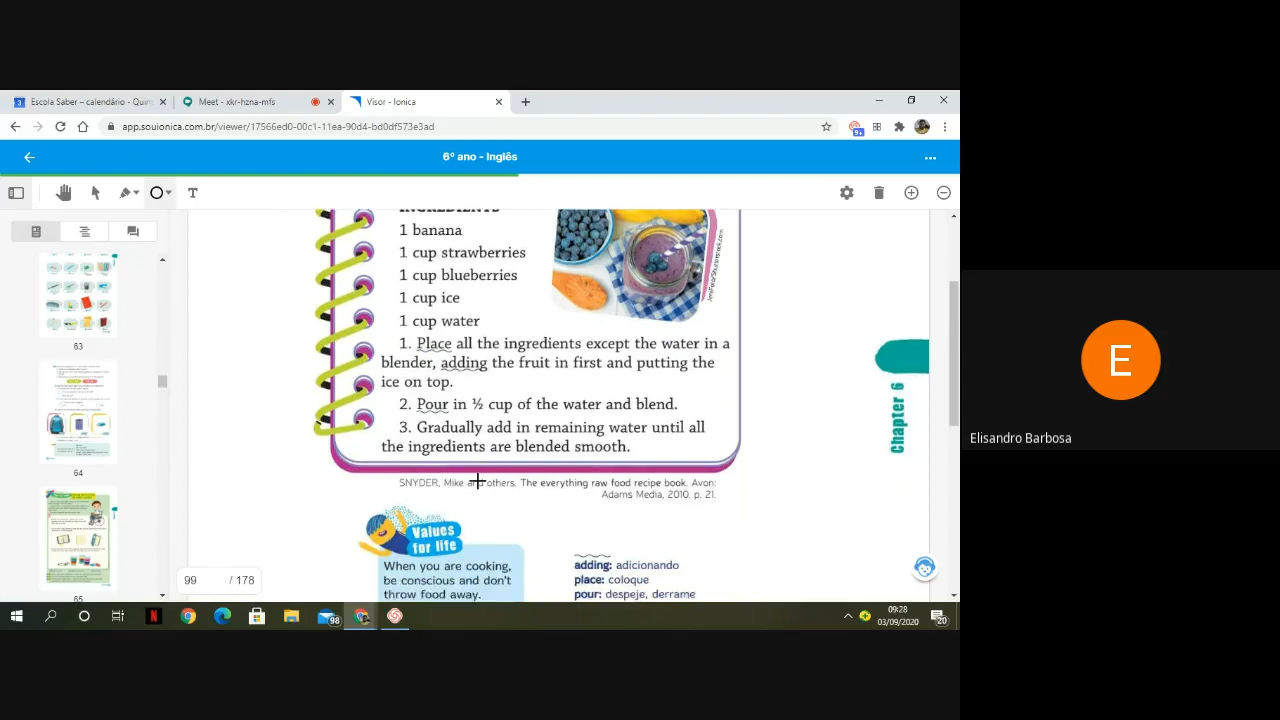 Escola Saber – calendário - Quin
Meet - xkr-hzna-mfs
Visor - Ionica
app.souionica.com.br/viewer/17566ed0-00c1-11ea-90d4-bd0df573e3ad
9+
6º ano - Inglês
T
INGREDIENTS
1 banana
1 cup strawberries
1 cup blueberries
1 cup ice
1 cup water
1. Place all the ingredients except the water in a
blender, adding the fruit in first and putting the
ice on top.
2. Pour in ½ cup of the water and blend.
3. Gradually add in remaining water until all
the ingredients are blended smooth.
SNYDER, Mike and others. The everything raw food recipe book. Avon:
Adams Media, 2010. p. 21.
Values
for life
When you are cooking,
be conscious and don't
throw food away.
adding: adicionando
place: coloque
pour: despeje, derrame
Chapter 6
63
64
65
99 / 178
98
09:28
03/09/2020
20
E
Elisandro Barbosa